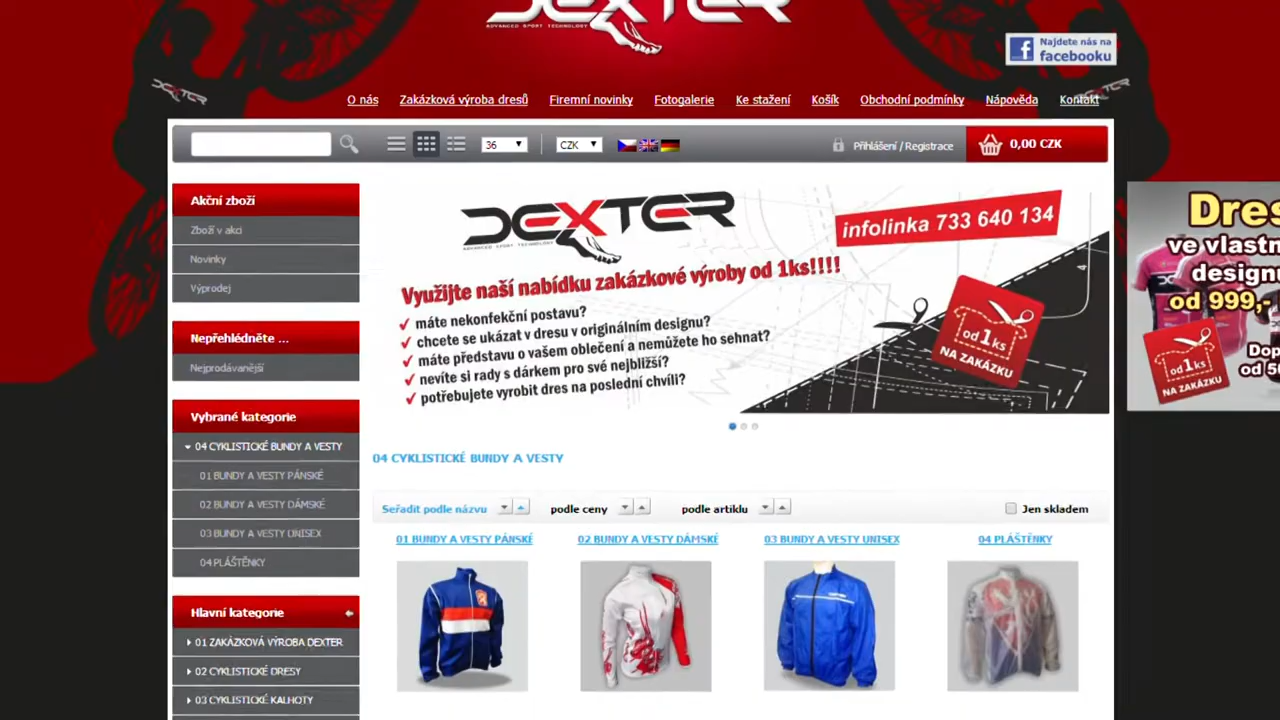 DEXTER
ADVANCED SPORT TECHNOLOGY
Najdete nás na
facebooku
DEXTER
DEXTER
O nás Zakázková výroba dresů Firemní novinky Fotogalerie Ke stažení Košík Obchodní podmínky Nápověda Kontakt
36 CZK Přihlášení / Registrace 0,00 CZK
Akční zboží
Zboží v akci
Novinky
Výprodej
Nepřehlédněte ...
Nejprodávanější
Vybrané kategorie
04 CYKLISTICKÉ BUNDY A VESTY
01 BUNDY A VESTY PÁNSKÉ
02 BUNDY A VESTY DÁMSKÉ
03 BUNDY A VESTY UNISEX
04 PLÁŠTĚNKY
Hlavní kategorie
01 ZAKÁZKOVÁ VÝROBA DEXTER
02 CYKLISTICKÉ DRESY
03 CYKLISTICKÉ KALHOTY
DEXTER
ADVANCED SPORT TECHNOLOGY
infolinka 733 640 134
Využijte naší nabídku zakázkové výroby od 1ks!!!!
máte nekonfekční postavu?
chcete se ukázat v dresu v originálním designu?
máte představu o vašem oblečení a nemůžete ho sehnat?
nevíte si rady s dárkem pro své nejbližší?
potřebujete vyrobit dres na poslední chvíli?
od 1ks
NA ZAKÁZKU
4
Dres
ve vlastn
designu
od 999,-
od 1ks
NA ZAKÁZKU
Dop
od 50
04 CYKLISTICKÉ BUNDY A VESTY
Seřadit podle názvu podle ceny podle artiklu Jen skladem
01 BUNDY A VESTY PÁNSKÉ 02 BUNDY A VESTY DÁMSKÉ 03 BUNDY A VESTY UNISEX 04 PLÁŠTĚNKY